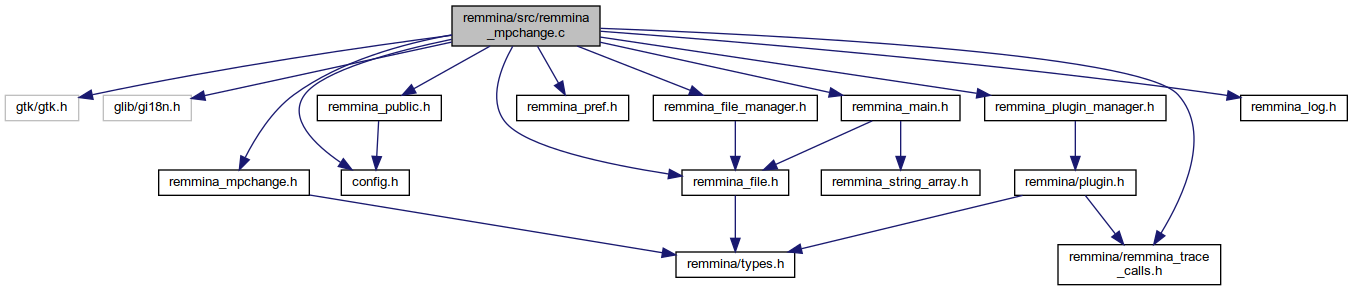 remmina/src/remmina
_mpchange.c
gtk/gtk.h
glib/gi18n.h
remmina_public.h
remmina_pref.h
remmina_file_manager.h
remmina_main.h
remmina_plugin_manager.h
remmina_log.h
remmina_mpchange.h
config.h
remmina_file.h
remmina_string_array.h
remmina/plugin.h
remmina/types.h
remmina/remmina_trace
_calls.h